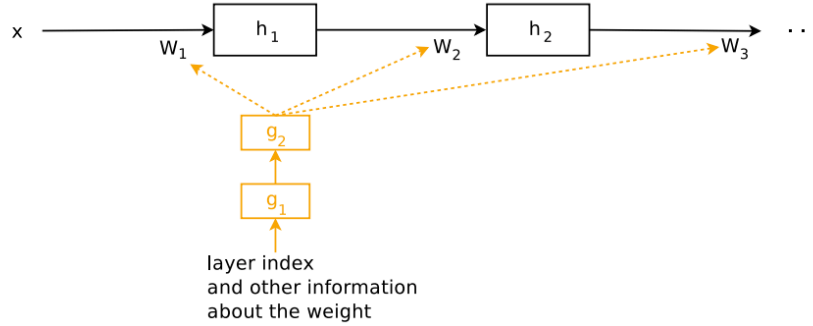 x
h1
h2
. .
W1
W2
W3
g2
g1
layer index
and other information
about the weight